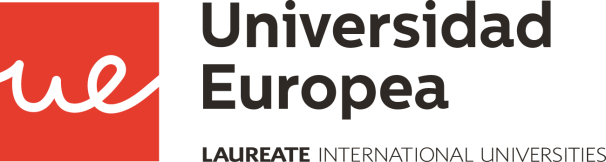 ue
Universidad
Europea
LAUREATE INTERNATIONAL UNIVERSITIES